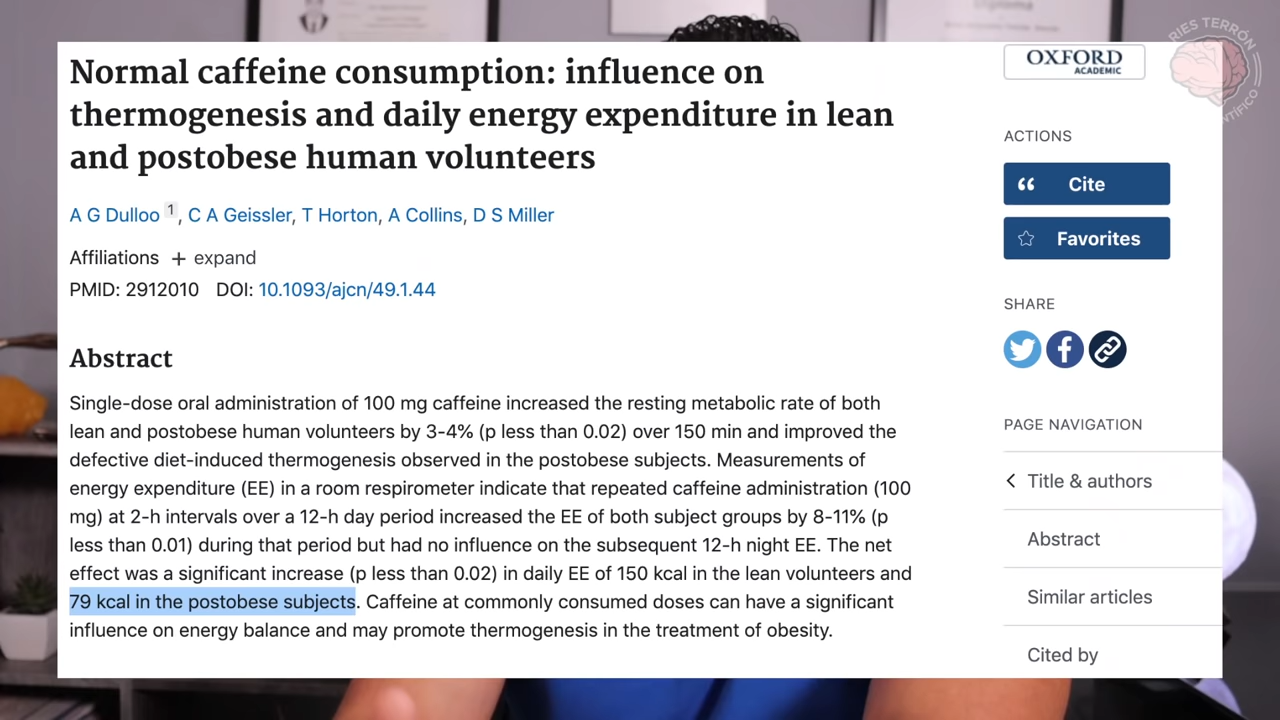 Normal caffeine consumption: influence on
thermogenesis and daily energy expenditure in lean
and postobese human volunteers
A G Dulloo 1, C A Geissler, T Horton, A Collins, D S Miller
Affiliations + expand
PMID: 2912010 DOI: 10.1093/ajcn/49.1.44
Abstract
Single-dose oral administration of 100 mg caffeine increased the resting metabolic rate of both
lean and postobese human volunteers by 3-4% (p less than 0.02) over 150 min and improved the
defective diet-induced thermogenesis observed in the postobese subjects. Measurements of
energy expenditure (EE) in a room respirometer indicate that repeated caffeine administration (100
mg) at 2-h intervals over a 12-h day period increased the EE of both subject groups by 8-11% (p
less than 0.01) during that period but had no influence on the subsequent 12-h night EE. The net
effect was a significant increase (p less than 0.02) in daily EE of 150 kcal in the lean volunteers and
79 kcal in the postobese subjects. Caffeine at commonly consumed doses can have a significant
influence on energy balance and may promote thermogenesis in the treatment of obesity.
OXFORD
ACADEMIC
ACTIONS
Cite
Favorites
SHARE
PAGE NAVIGATION
Title & authors
Abstract
Similar articles
Cited by
RIES TERRÓN
NTÍFICO